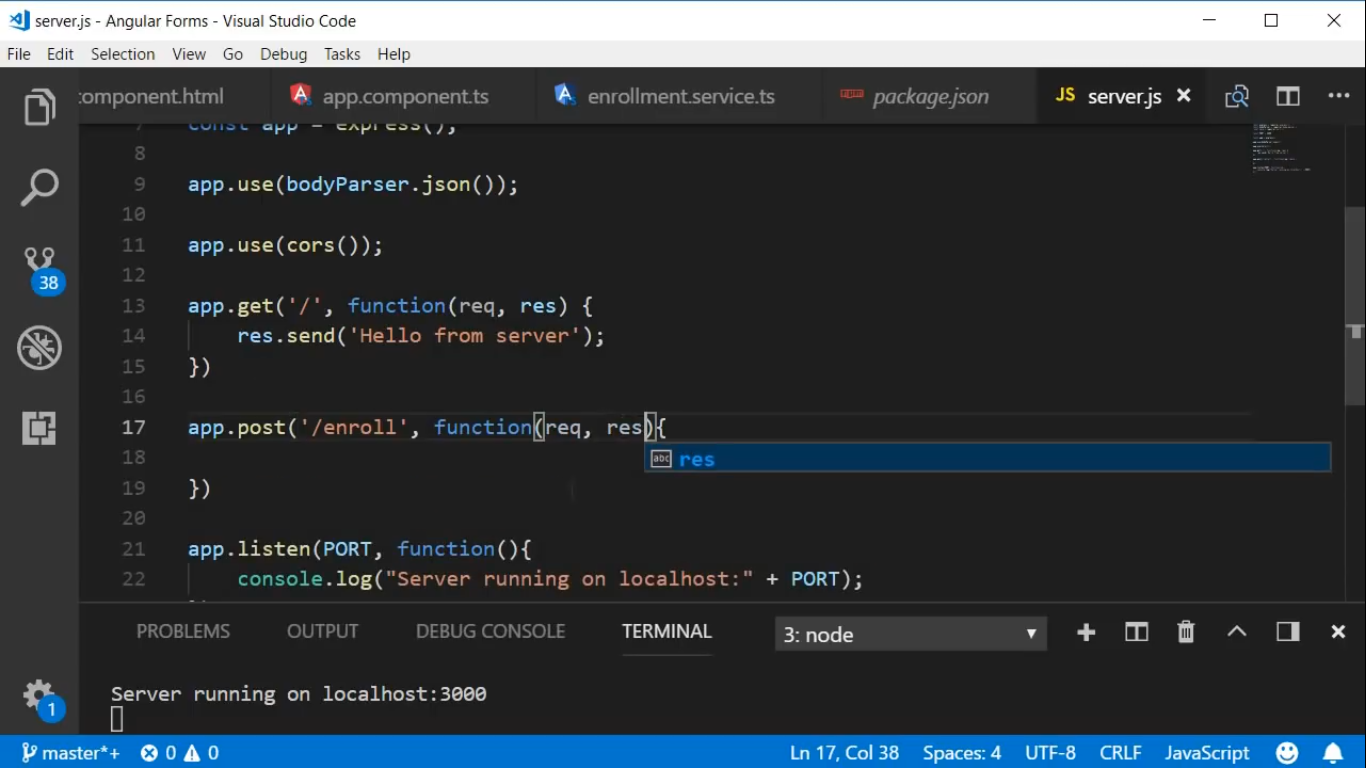 server.js - Angular Forms - Visual Studio Code
File Edit Selection View Go Debug Tasks Help
component.html app.component.ts enrollment.service.ts package.json JS server.js
7 const app = express();
8
9 app.use(bodyParser.json());
10
11 app.use(cors());
12
13 app.get('/', function(req, res) {
14 res.send('Hello from server');
15 })
16
17 app.post('/enroll', function(req, res){
abc res
18
19 })
20
21 app.listen(PORT, function(){
22 console.log("Server running on localhost:" + PORT);
38
PROBLEMS OUTPUT DEBUG CONSOLE TERMINAL 3: node
Server running on localhost:3000
1
master*+ 0 0 Ln 17, Col 38 Spaces: 4 UTF-8 CRLF JavaScript